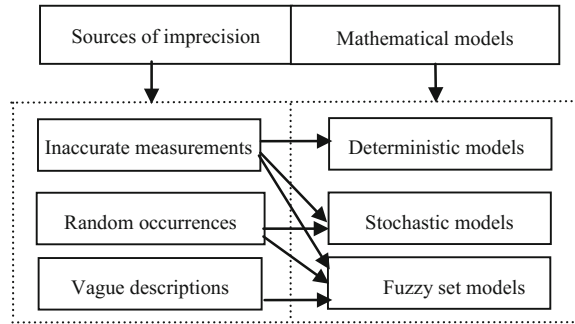 Sources of imprecision
Mathematical models
Inaccurate measurements
Deterministic models
Random occurrences
Stochastic models
Vague descriptions
Fuzzy set models